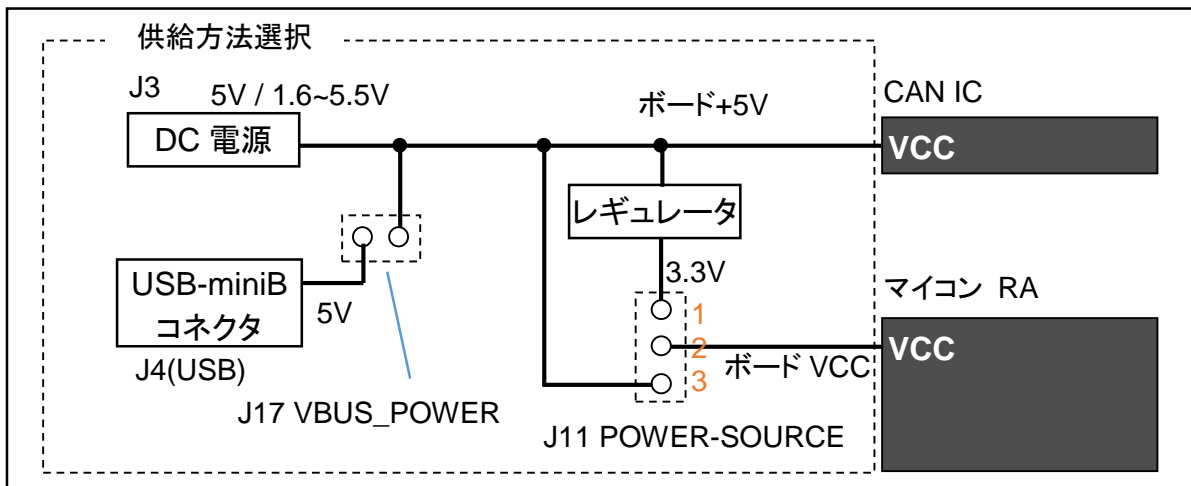 供給方法選択
J3
5V / 1.6~5.5V
DC 電源
ボード+5V
CAN IC
VCC
レギュレータ
3.3V
USB-miniB
コネクタ
5V
J4(USB)
J17 VBUS_POWER
1
2
3
ボード VCC
J11 POWER-SOURCE
マイコン RA
VCC